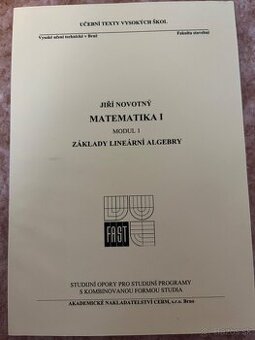 UČEBNÍ TEXTY VYSOKÝCH ŠKOL
Vysoké učení technické v Brně Fakulta stavební
JIŘÍ NOVOTNÝ
MATEMATIKA I
MODUL 1
ZÁKLADY LINEÁRNÍ ALGEBRY
FAST
STUDIJNÍ OPORY PRO STUDIJNÍ PROGRAMY
S KOMBINOVANOU FORMOU STUDIA
AKADEMICKÉ NAKLADATELSTVÍ CERM, s.r.o. Brno